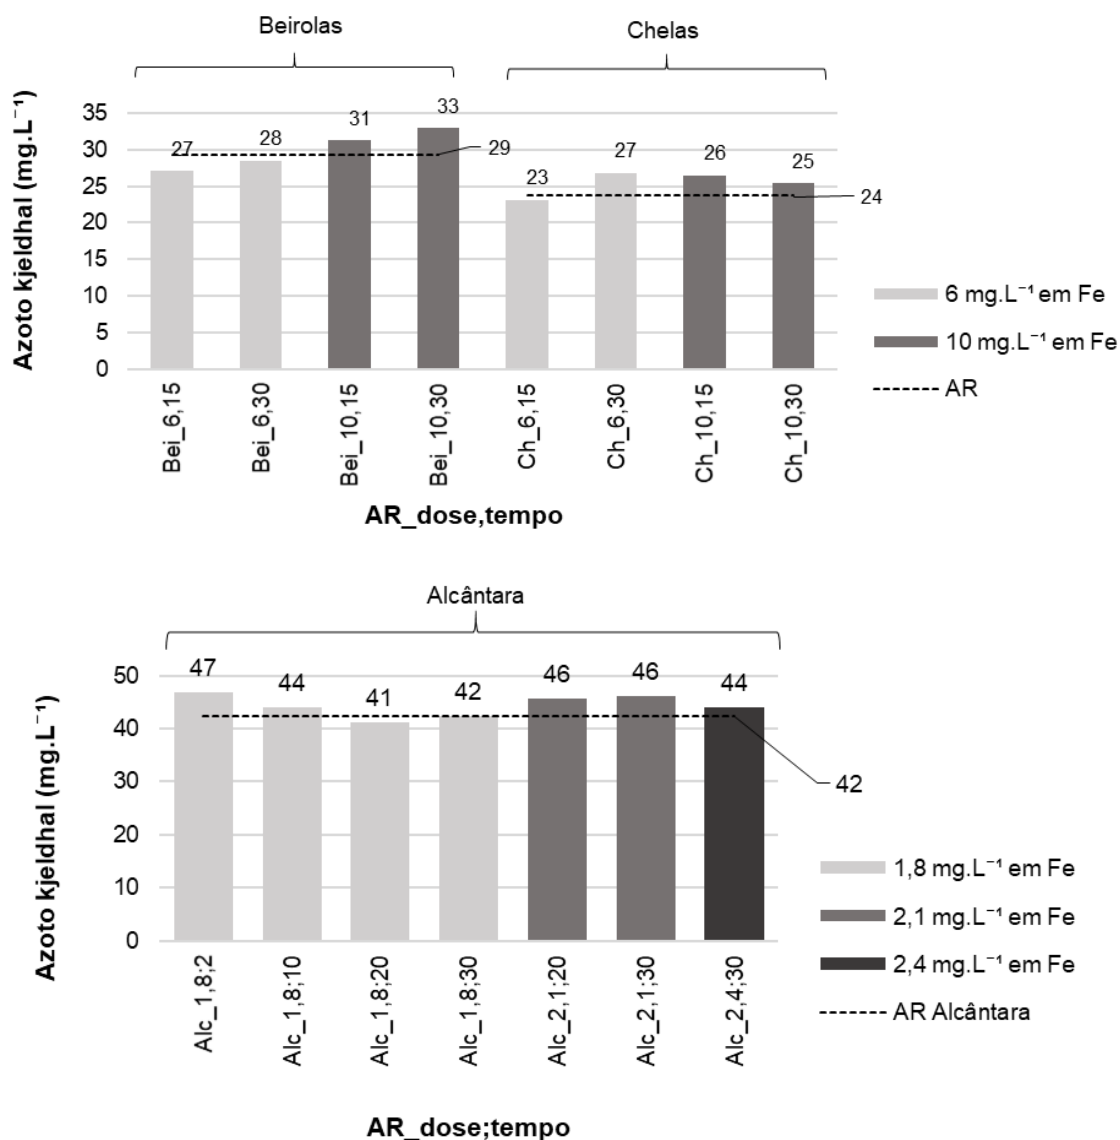 Beirolas
Chelas
Azoto kjeldhal (mg.L⁻¹)
35
30
25
20
15
10
5
0
27
28
31
33
29
23
27
26
25
24
Bei_6,15
Bei_6,30
Bei_10,15
Bei_10,30
Ch_6,15
Ch_6,30
Ch_10,15
Ch_10,30
AR_dose,tempo
6 mg.L⁻¹ em Fe
10 mg.L⁻¹ em Fe
AR
Alcântara
Azoto kjeldhal (mg.L⁻¹)
50
40
30
20
10
0
47
44
41
42
46
46
44
42
Alc_1,8;2
Alc_1,8;10
Alc_1,8;20
Alc_1,8;30
Alc_2,1;20
Alc_2,1;30
Alc_2,4;30
AR_dose;tempo
1,8 mg.L⁻¹ em Fe
2,1 mg.L⁻¹ em Fe
2,4 mg.L⁻¹ em Fe
AR Alcântara